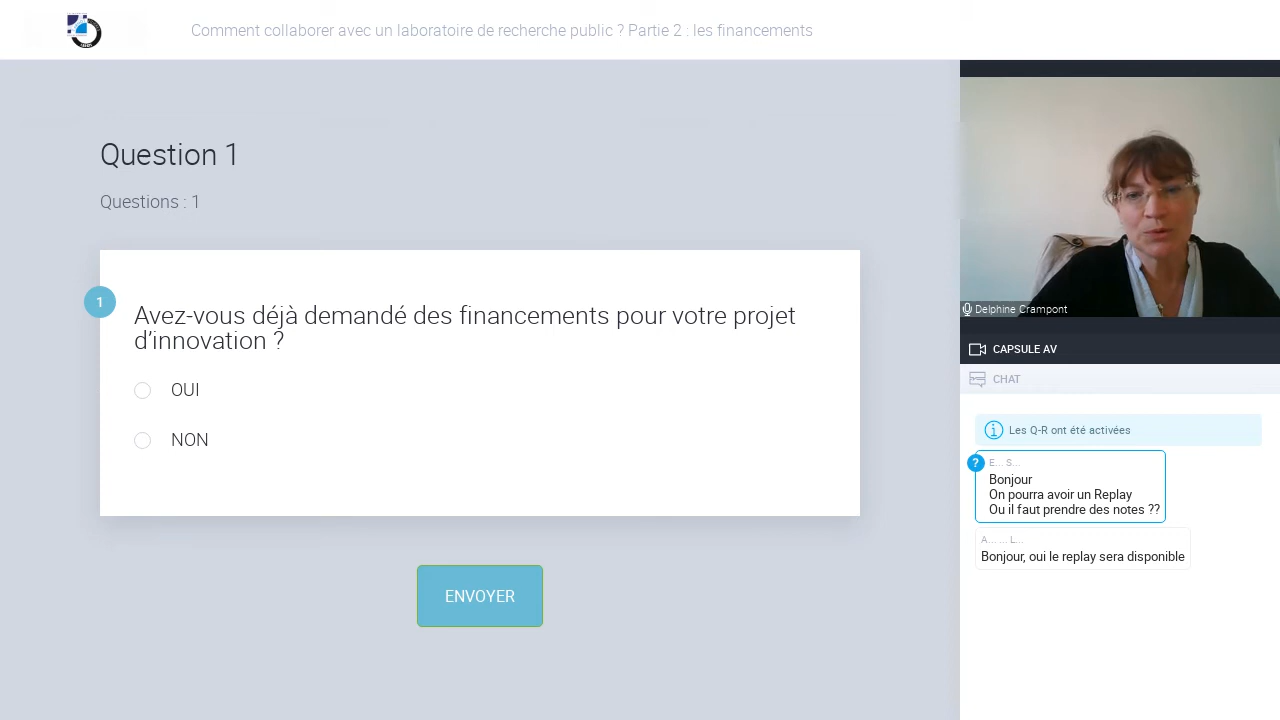 Comment collaborer avec un laboratoire de recherche public ? Partie 2 : les financements
Question 1
Questions : 1
1
Avez-vous déjà demandé des financements pour votre projet
d’innovation ?
OUI
NON
ENVOYER
Delphine Crampont
CAPSULE AV
CHAT
Les Q-R ont été activées
?
E... S...
Bonjour
On pourra avoir un Replay
Ou il faut prendre des notes ??
A... ... L...
Bonjour, oui le replay sera disponible